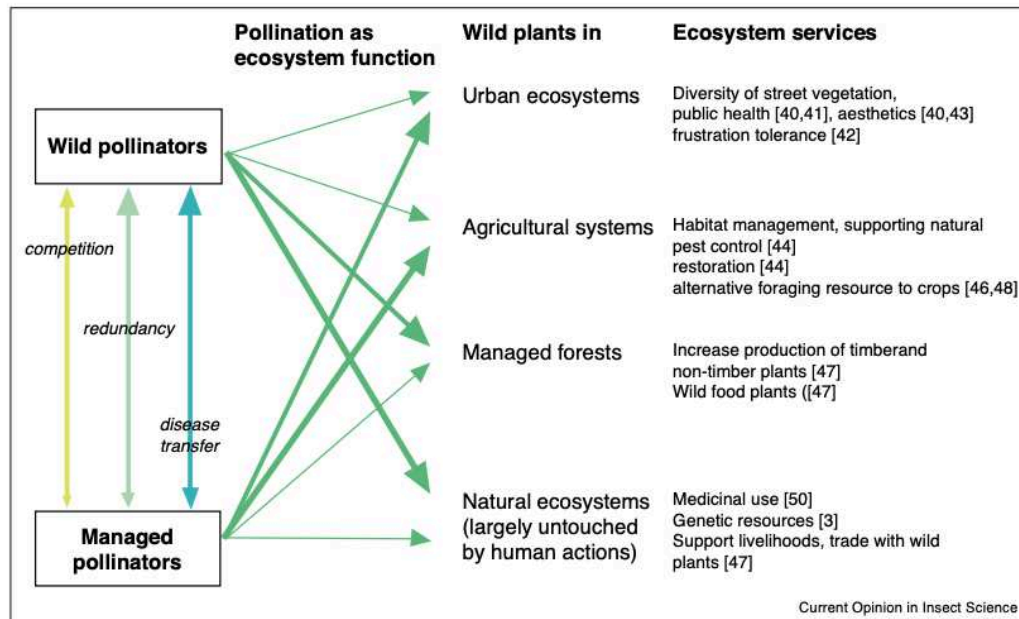 Pollination as
ecosystem function
Wild plants in
Ecosystem services
Wild pollinators
competition
redundancy
disease
transfer
Managed
pollinators
Urban ecosystems
Diversity of street vegetation,
public health [40,41], aesthetics [40,43]
frustration tolerance [42]
Agricultural systems
Habitat management, supporting natural
pest control [44]
restoration [44]
alternative foraging resource to crops [46,48]
Managed forests
Increase production of timberand
non-timber plants [47]
Wild food plants ([47]
Natural ecosystems
(largely untouched
by human actions)
Medicinal use [50]
Genetic resources [3]
Support livelihoods, trade with wild
plants [47]
Current Opinion in Insect Science